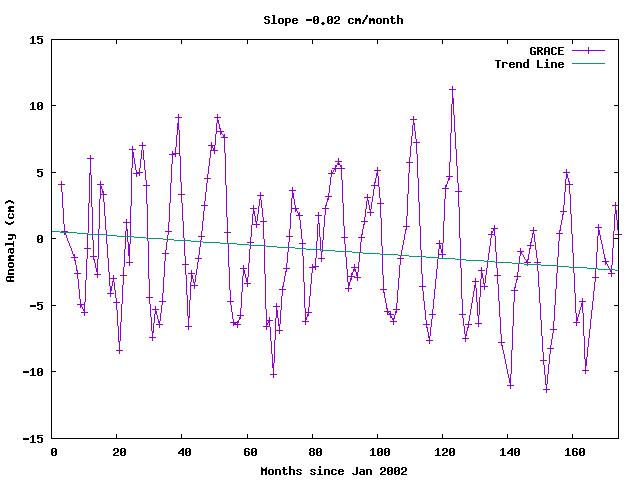 Slope -0.02 cm/month
15
GRACE
Trend Line
10
5
0
-5
-10
-15
Anomaly (cm)
0 20 40 60 80 100 120 140 160
Months since Jan 2002